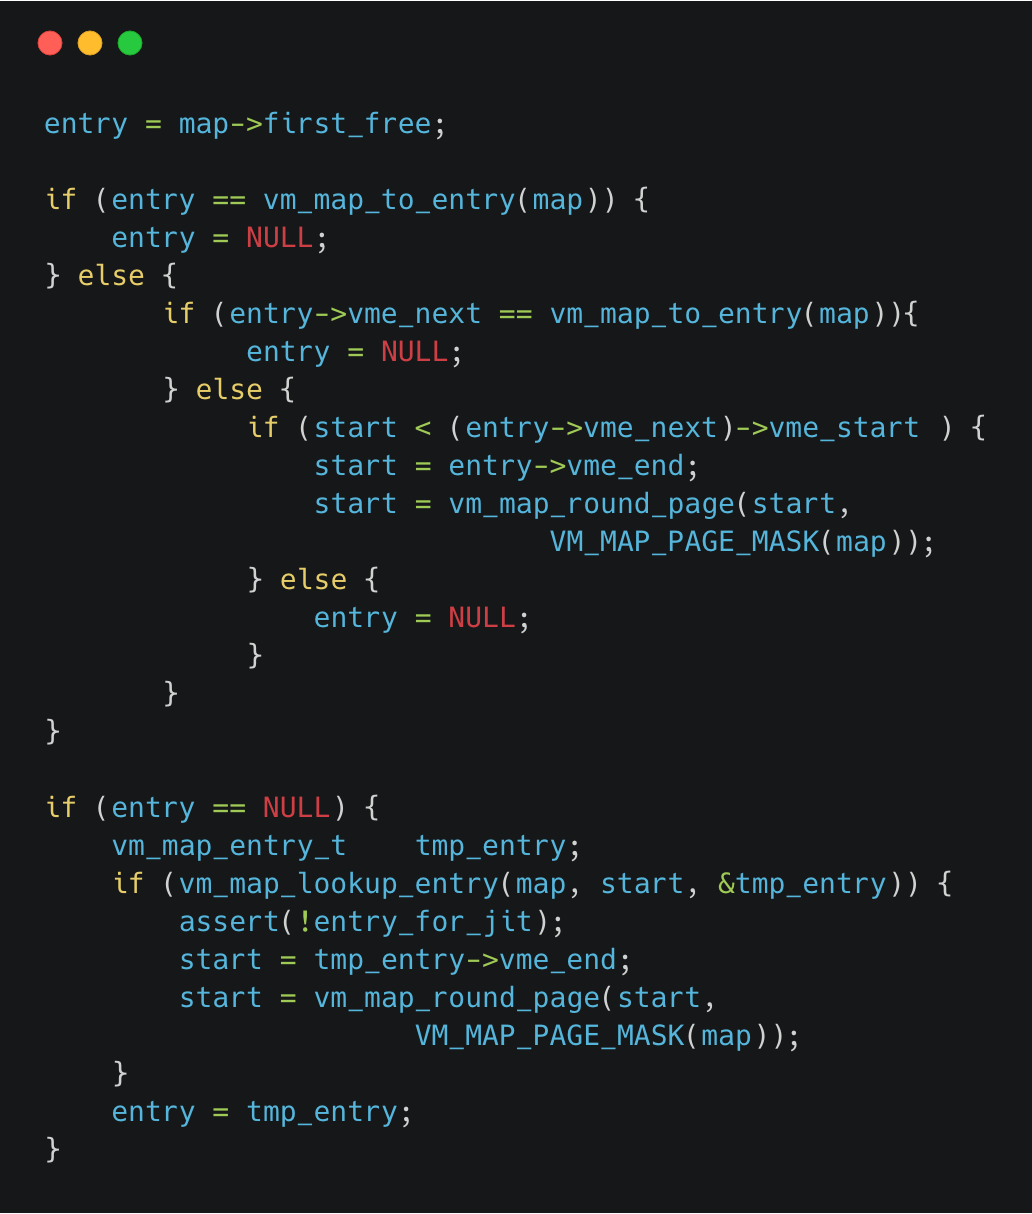 entry = map->first_free;

if (entry == vm_map_to_entry(map)) {
    entry = NULL;
} else {
       if (entry->vme_next == vm_map_to_entry(map)){
            entry = NULL;
       } else {
            if (start < (entry->vme_next)->vme_start ) {
                start = entry->vme_end;
                start = vm_map_round_page(start,
                              VM_MAP_PAGE_MASK(map));
            } else {
                entry = NULL;
            }
       }
}

if (entry == NULL) {
    vm_map_entry_t    tmp_entry;
    if (vm_map_lookup_entry(map, start, &tmp_entry)) {
        assert(!entry_for_jit);
        start = tmp_entry->vme_end;
        start = vm_map_round_page(start,
                      VM_MAP_PAGE_MASK(map));
    }
    entry = tmp_entry;
}